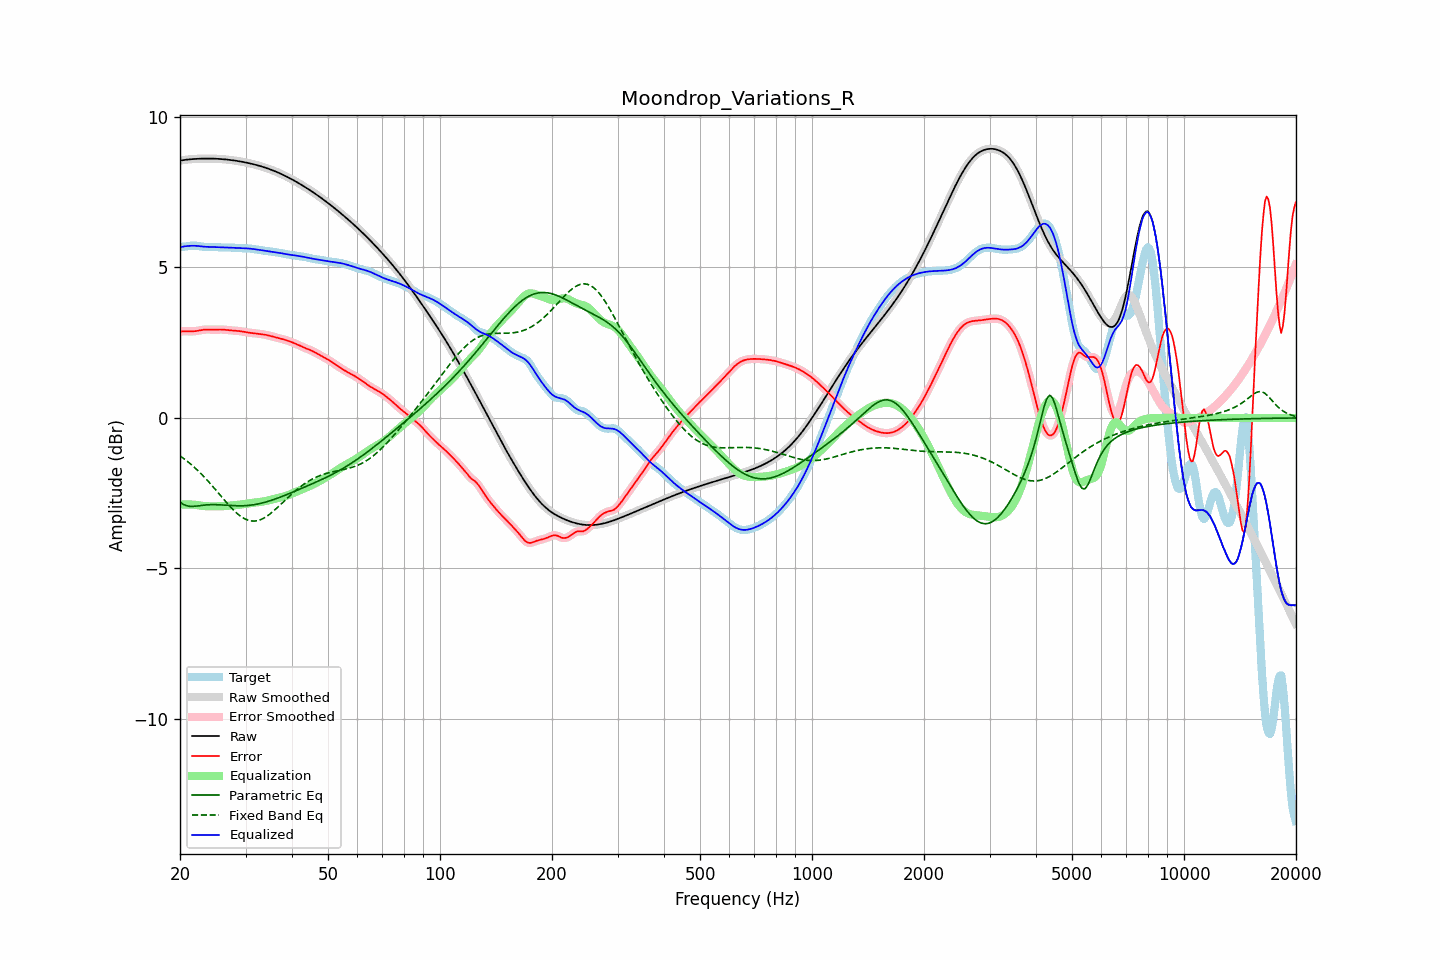 Moondrop_Variations_R
Amplitude (dBr)
10
5
0
−5
−10
Target
Raw Smoothed
Error Smoothed
Raw
Error
Equalization
Parametric Eq
Fixed Band Eq
Equalized
20
50
100
200
500
1000
2000
5000
10000
20000
Frequency (Hz)